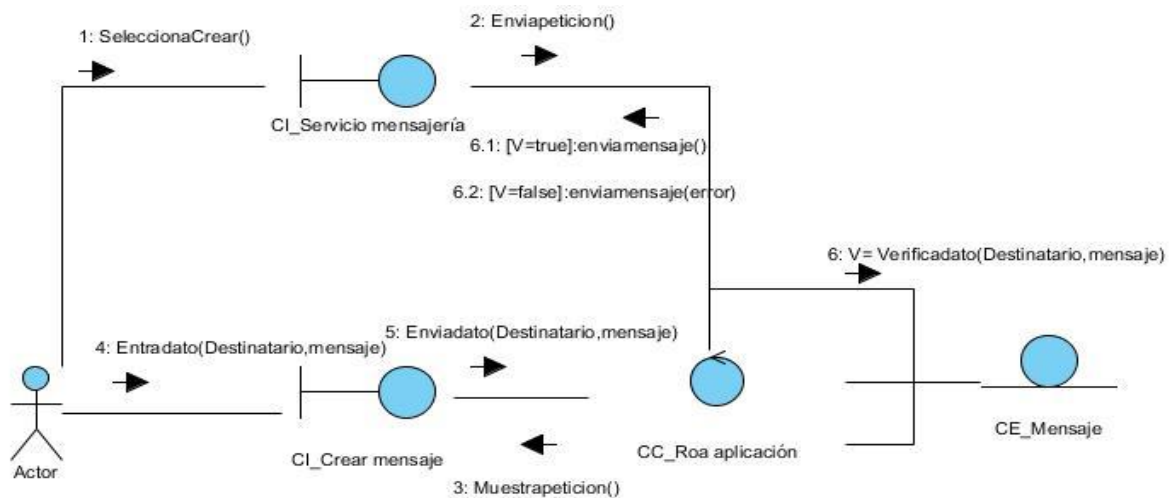 2: Enviapeticion()
1: SeleccionaCrear()
CI_Servicio mensajería
6.1: [V=true]:enviamensaje()
6.2: [V=false]:enviamensaje(error)
6: V= Verificadato(Destinatario,mensaje)
5: Enviadato(Destinatario,mensaje)
4: Entradato(Destinatario,mensaje)
CE_Mensaje
CC_Roa aplicación
CI_Crear mensaje
Actor
3: Muestrapeticion()